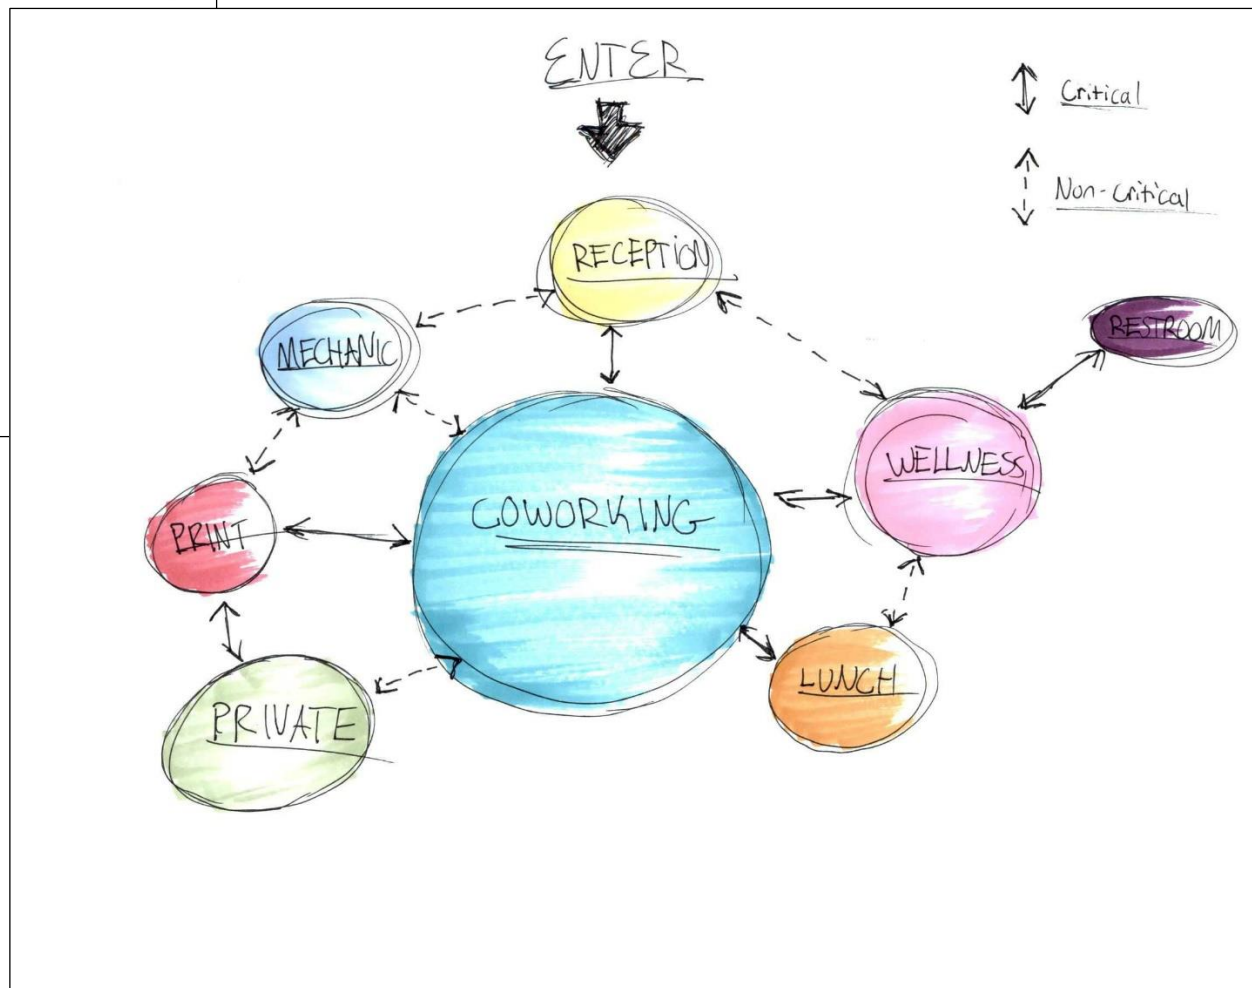 ENTER
Critical
Non-critical
RECEPTION
MECHANIC
RESTROOM
WELLNESS
COWORKING
PRINT
LUNCH
PRIVATE